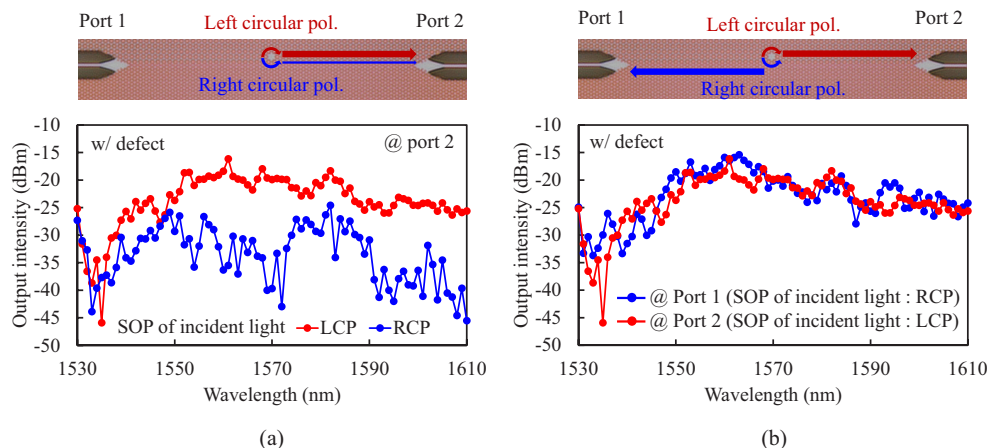 Port 1
Left circular pol.
Port 2
Right circular pol.
Output intensity (dBm)
-10
-15
-20
-25
-30
-35
-40
-45
-50
w/ defect
@ port 2
SOP of incident light
LCP
RCP
1530
1550
1570
1590
1610
Wavelength (nm)
(a)
Port 1
Left circular pol.
Port 2
Right circular pol.
Output intensity (dBm)
-10
-15
-20
-25
-30
-35
-40
-45
-50
w/ defect
@ Port 1 (SOP of incident light : RCP)
@ Port 2 (SOP of incident light : LCP)
1530
1550
1570
1590
1610
Wavelength (nm)
(b)